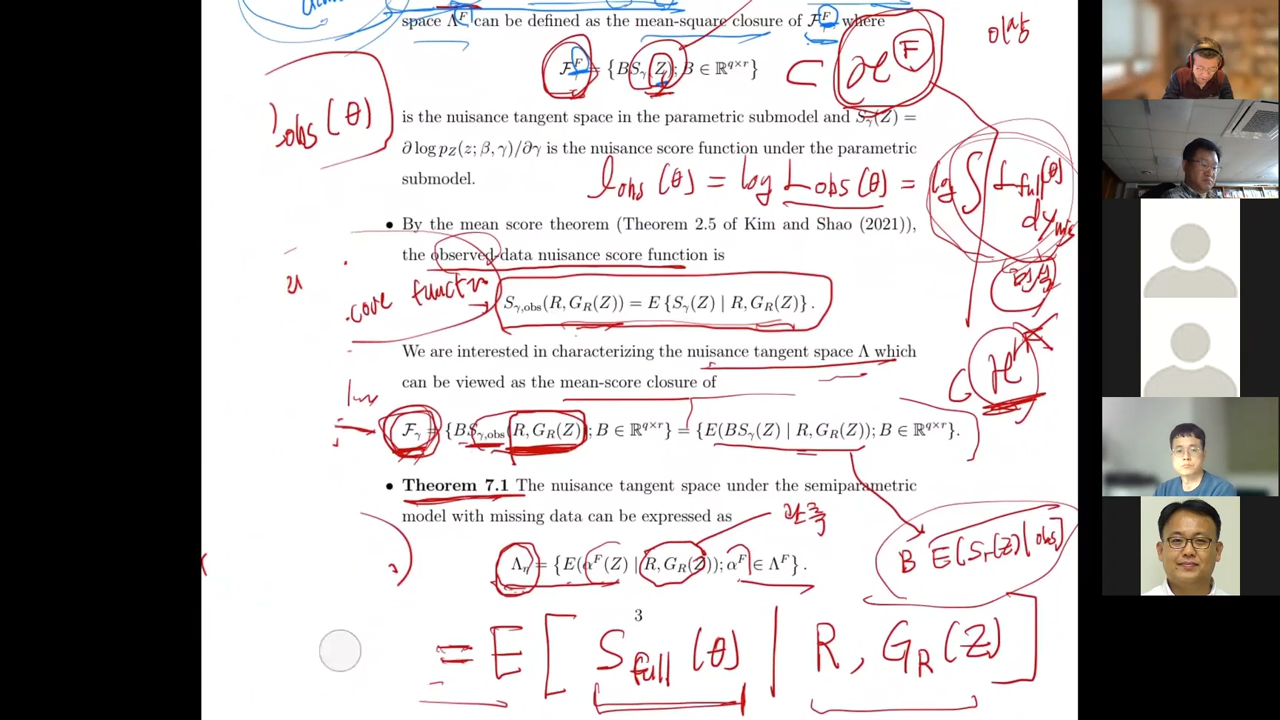 space Λ^F can be defined as the mean-square closure of 𝓕_γ^F where
𝓕_γ^F = {BS_γ(Z); B ∈ ℝ^{q×r}}
⊂ ℋ^F
is the nuisance tangent space in the parametric submodel and S_γ(Z) =
l_obs(θ)
∂ log p_Z(z; β, γ)/∂γ is the nuisance score function under the parametric
submodel.
l_obs(θ) = log L_obs(θ) = log ∫ L_full(θ) dy_mis
• By the mean score theorem (Theorem 2.5 of Kim and Shao (2021)),
the observed-data nuisance score function is
S_{γ,obs}(R, G_R(Z)) = E {S_γ(Z) | R, G_R(Z)} .
We are interested in characterizing the nuisance tangent space Λ which
can be viewed as the mean-score closure of
⊂ ℋ
𝓕_γ = {BS_{γ,obs}(R, G_R(Z)); B ∈ ℝ^{q×r}} = {E(BS_γ(Z) | R, G_R(Z)); B ∈ ℝ^{q×r}}.
• Theorem 7.1 The nuisance tangent space under the semiparametric
model with missing data can be expressed as
관측
Λ_η = {E(α^F(Z) | R, G_R(Z)); α^F ∈ Λ^F} .
B E(S_γ(Z) | obs)
3
= E [ S_full(θ) | R, G_R(Z) ]